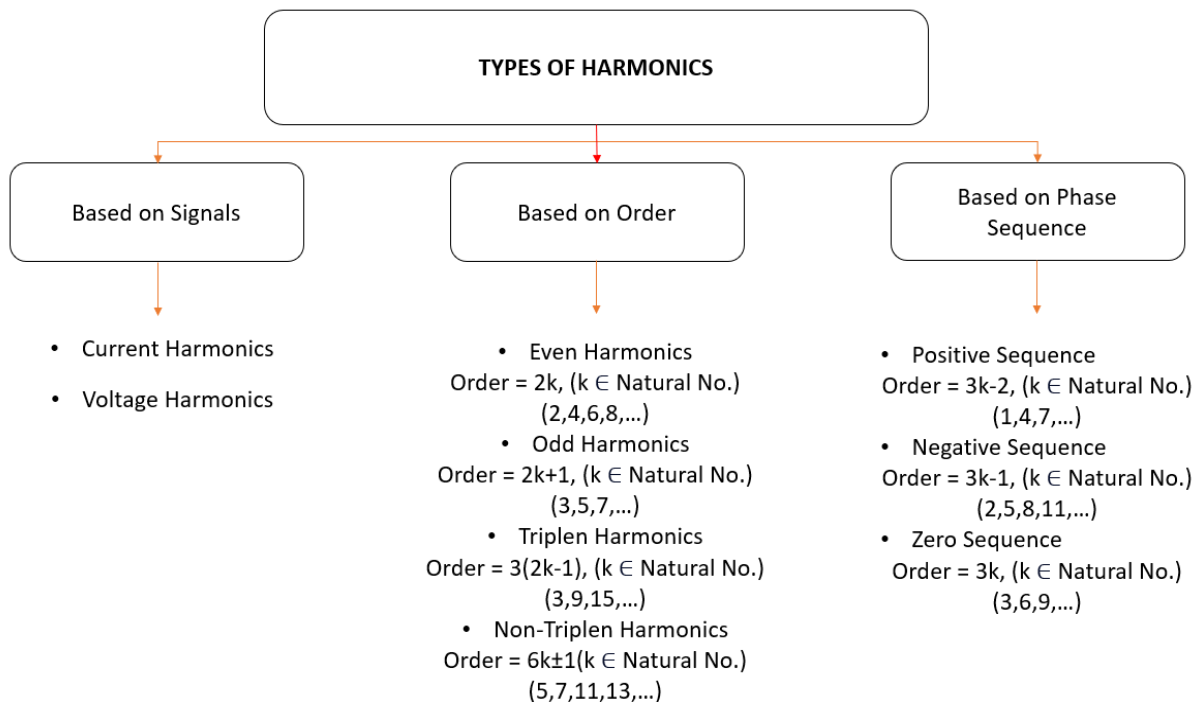 TYPES OF HARMONICS
Based on Signals
• Current Harmonics
• Voltage Harmonics
Based on Order
• Even Harmonics
Order = 2k, (k ∈ Natural No.)
(2,4,6,8,…)
• Odd Harmonics
Order = 2k+1, (k ∈ Natural No.)
(3,5,7,…)
• Triplen Harmonics
Order = 3(2k-1), (k ∈ Natural No.)
(3,9,15,…)
• Non-Triplen Harmonics
Order = 6k±1(k ∈ Natural No.)
(5,7,11,13,…)
Based on Phase
Sequence
• Positive Sequence
Order = 3k-2, (k ∈ Natural No.)
(1,4,7,…)
• Negative Sequence
Order = 3k-1, (k ∈ Natural No.)
(2,5,8,11,…)
• Zero Sequence
Order = 3k, (k ∈ Natural No.)
(3,6,9,…)